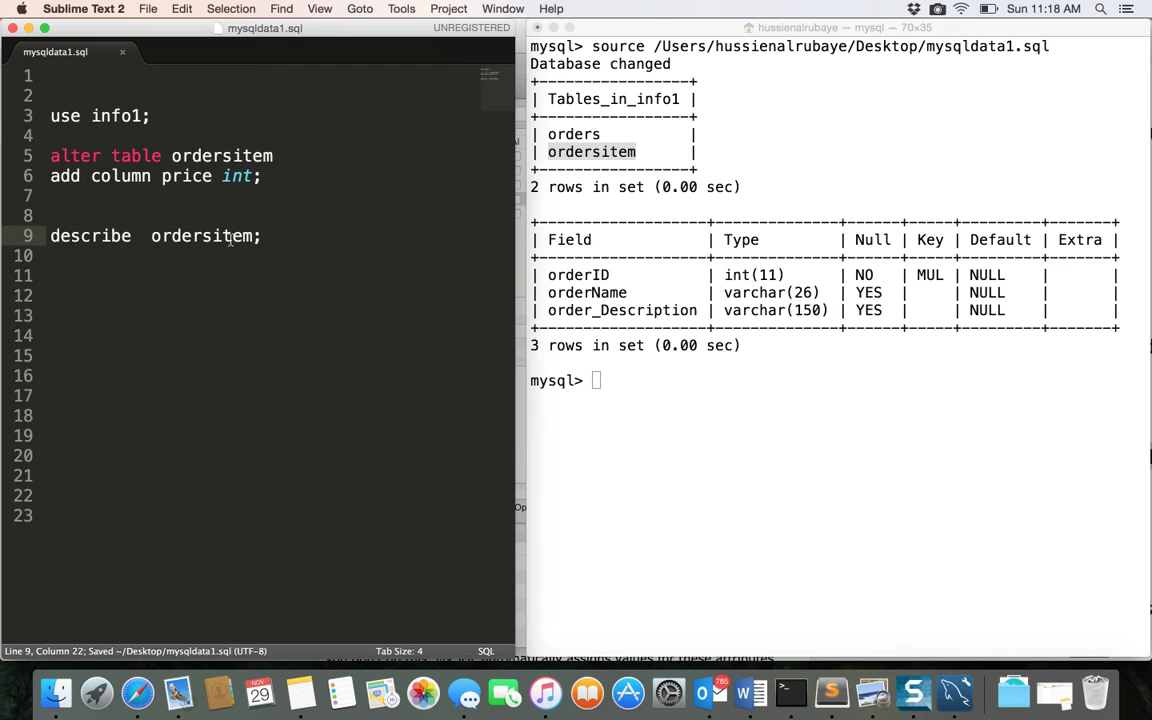 Sublime Text 2 File Edit Selection Find View Goto Tools Project Window Help Sun 11:18 AM
mysqldata1.sql UNREGISTERED
mysqldata1.sql
1
2
3 use info1;
4
5 alter table ordersitem
6 add column price int;
7
8
9 describe  ordersitem;
10
11
12
13
14
15
16
17
18
19
20
21
22
23
Line 9, Column 22; Saved ~/Desktop/mysqldata1.sql (UTF-8) Tab Size: 4 SQL
hussienalrubaye — mysql — 70×35
mysql> source /Users/hussienalrubaye/Desktop/mysqldata1.sql
Database changed
+-----------------+
| Tables_in_info1 |
+-----------------+
| orders          |
| ordersitem      |
+-----------------+
2 rows in set (0.00 sec)
+-------------------+--------------+------+-----+---------+-------+
| Field             | Type         | Null | Key | Default | Extra |
+-------------------+--------------+------+-----+---------+-------+
| orderID           | int(11)      | NO   | MUL | NULL    |       |
| orderName         | varchar(26)  | YES  |     | NULL    |       |
| order_Description | varchar(150) | YES  |     | NULL    |       |
+-------------------+--------------+------+-----+---------+-------+
3 rows in set (0.00 sec)
mysql>
785